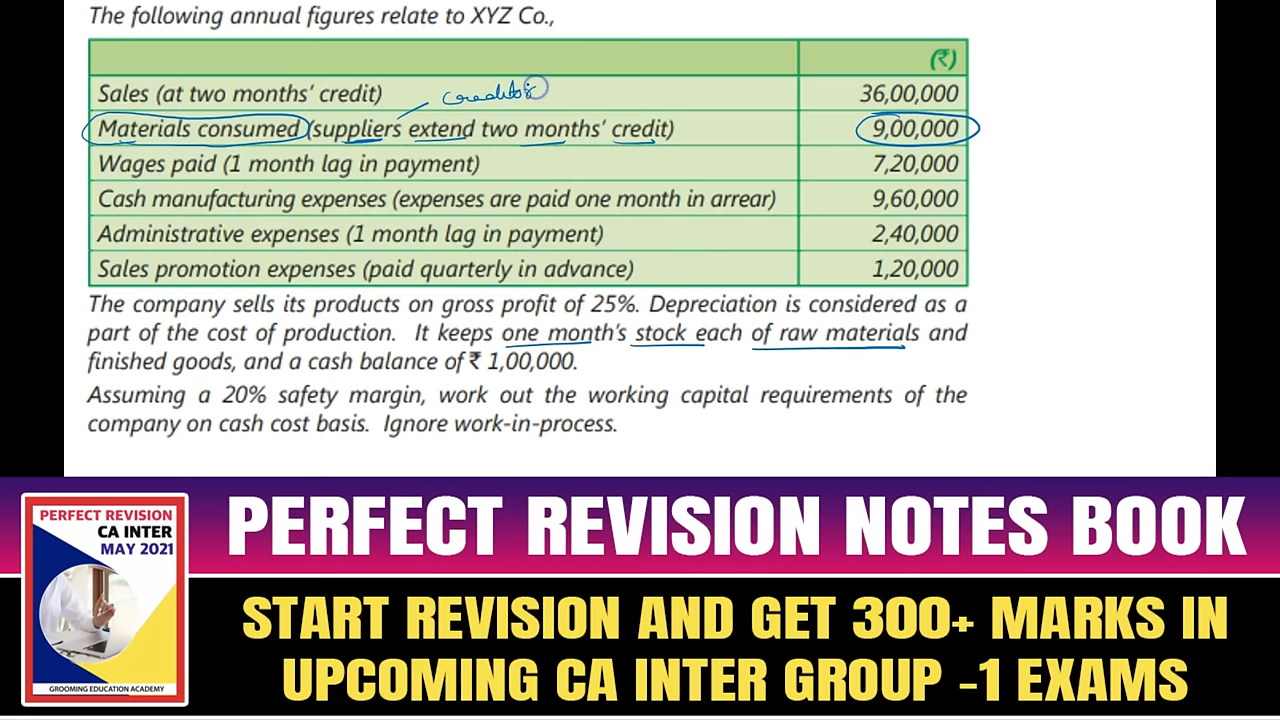 The following annual figures relate to XYZ Co.,
(₹)
Sales (at two months' credit) 36,00,000
creditors
Materials consumed (suppliers extend two months' credit) 9,00,000
Wages paid (1 month lag in payment) 7,20,000
Cash manufacturing expenses (expenses are paid one month in arrear) 9,60,000
Administrative expenses (1 month lag in payment) 2,40,000
Sales promotion expenses (paid quarterly in advance) 1,20,000
The company sells its products on gross profit of 25%. Depreciation is considered as a
part of the cost of production. It keeps one month's stock each of raw materials and
finished goods, and a cash balance of ₹ 1,00,000.
Assuming a 20% safety margin, work out the working capital requirements of the
company on cash cost basis. Ignore work-in-process.
PERFECT REVISION
CA INTER
MAY 2021
GROOMING EDUCATION ACADEMY
PERFECT REVISION NOTES BOOK
START REVISION AND GET 300+ MARKS IN
UPCOMING CA INTER GROUP -1 EXAMS